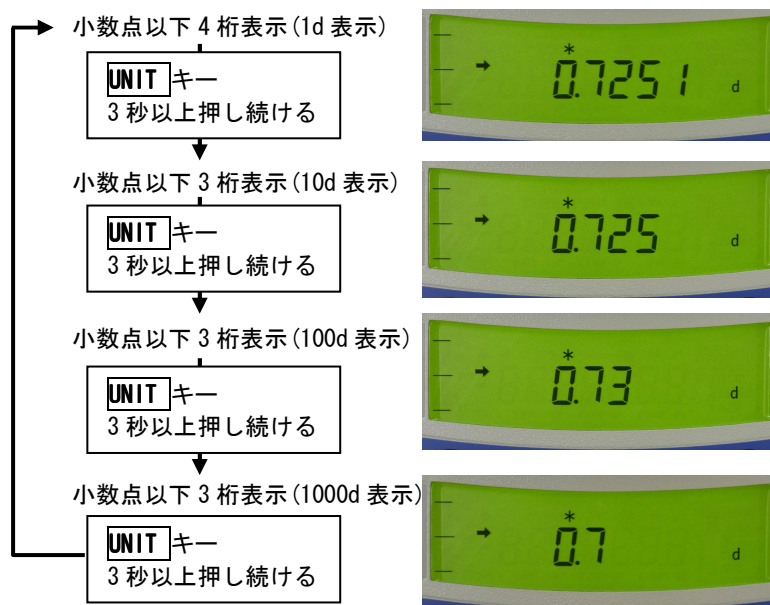 小数点以下 4 桁表示(1d 表示)
UNIT キー
3 秒以上押し続ける
* 0.7251 d
小数点以下 3 桁表示(10d 表示)
UNIT キー
3 秒以上押し続ける
* 0.725 d
小数点以下 3 桁表示(100d 表示)
UNIT キー
3 秒以上押し続ける
* 0.73 d
小数点以下 3 桁表示(1000d 表示)
UNIT キー
3 秒以上押し続ける
* 0.7 d